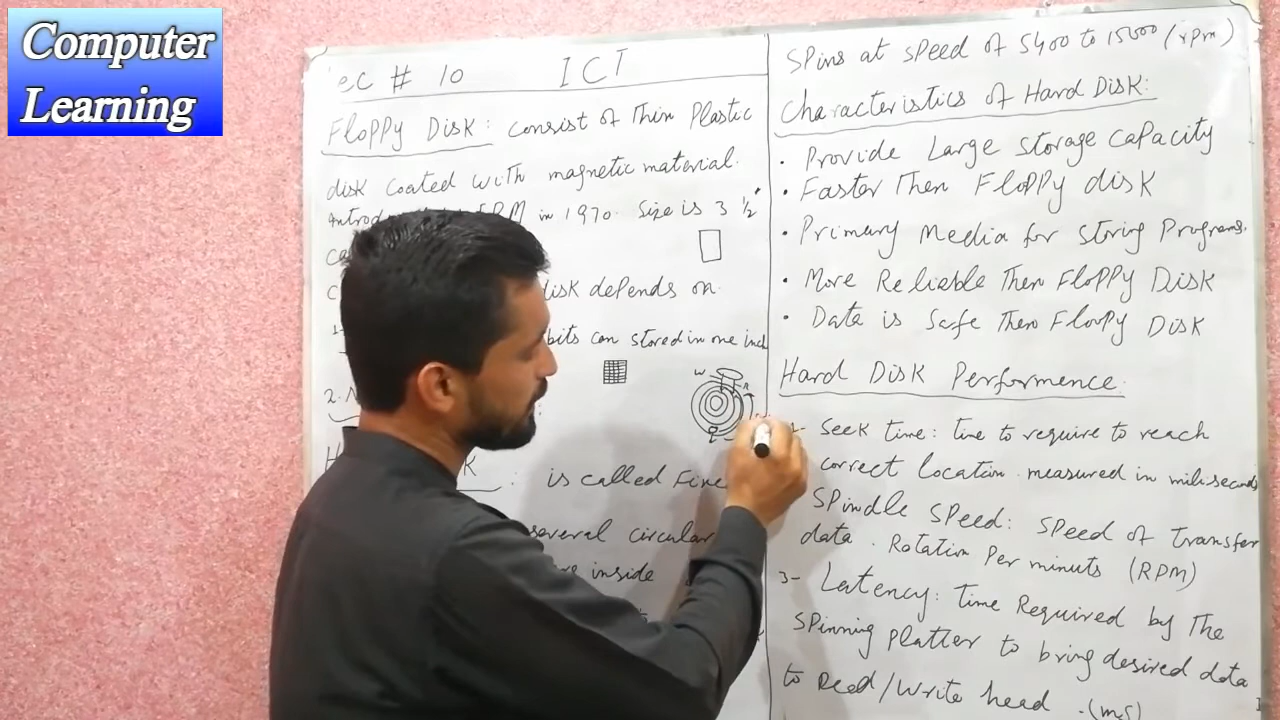 Computer
Learning
ec # 10 ICT
Floppy Disk: consist of Thin Plastic
disk coated with magnetic material.
in 1970. Size is 3 1/2"
disk depends on
1-
bits can stored in one inch
2.
W
R
is called Fixe
several circular
inside
Spins at speed of 5400 to 15000 (rpm)
Characteristics of Hard Disk:
· Provide Large storage capacity
· Faster Then Floppy disk
· Primary Media for storing Programs.
· More Reliable Then Floppy Disk
· Data is Safe Then Floppy Disk
Hard Disk Performence.
1- Seek time: time to require to reach
correct location. measured in miliseconds
Spindle Speed: speed of Transfer
data. Rotation Per minuts (RPM)
3- Latency: time Required by The
spinning platter to bring desired data
to Read/Write head. (ms)